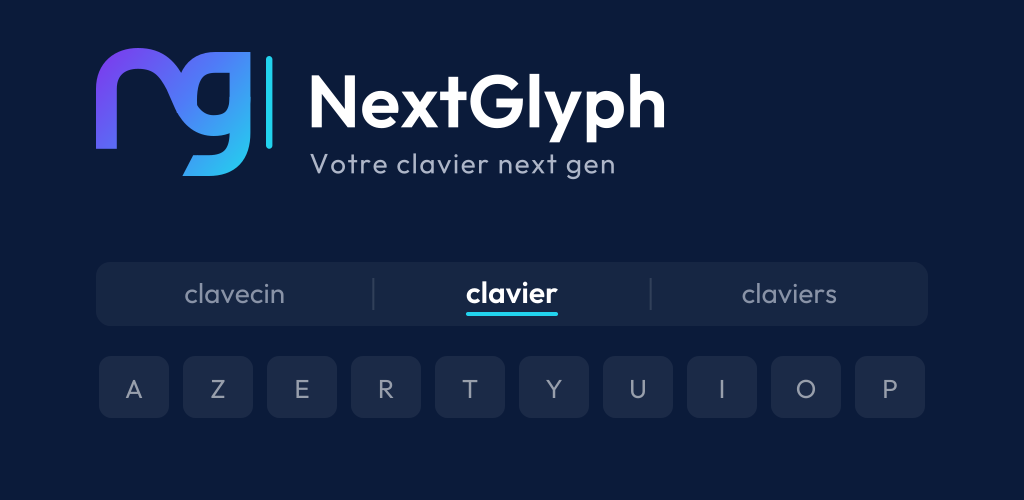 ng
NextGlyph
Votre clavier next gen
clavecin clavier claviers
A Z E R T Y U I O P